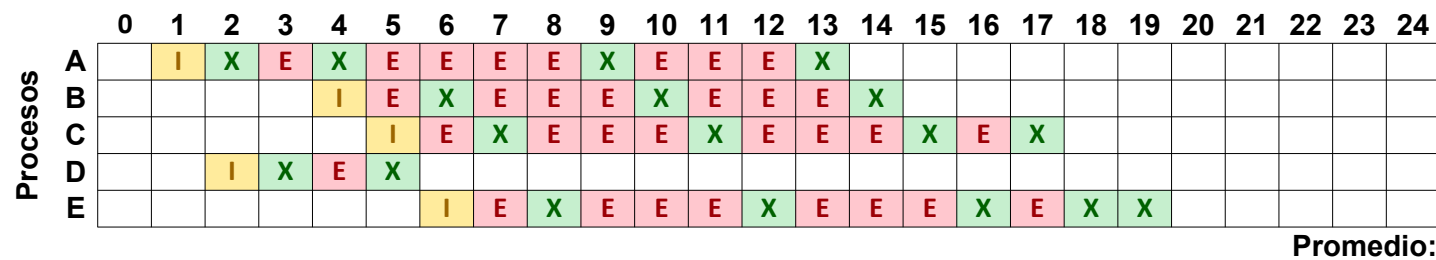 0 1 2 3 4 5 6 7 8 9 10 11 12 13 14 15 16 17 18 19 20 21 22 23 24
Procesos
A I X E X E E E E X E E E X
B I E X E E E X E E E X
C I E X E E E X E E E X E X
D I X E X
E I E X E E E X E E E X E X X
Promedio: